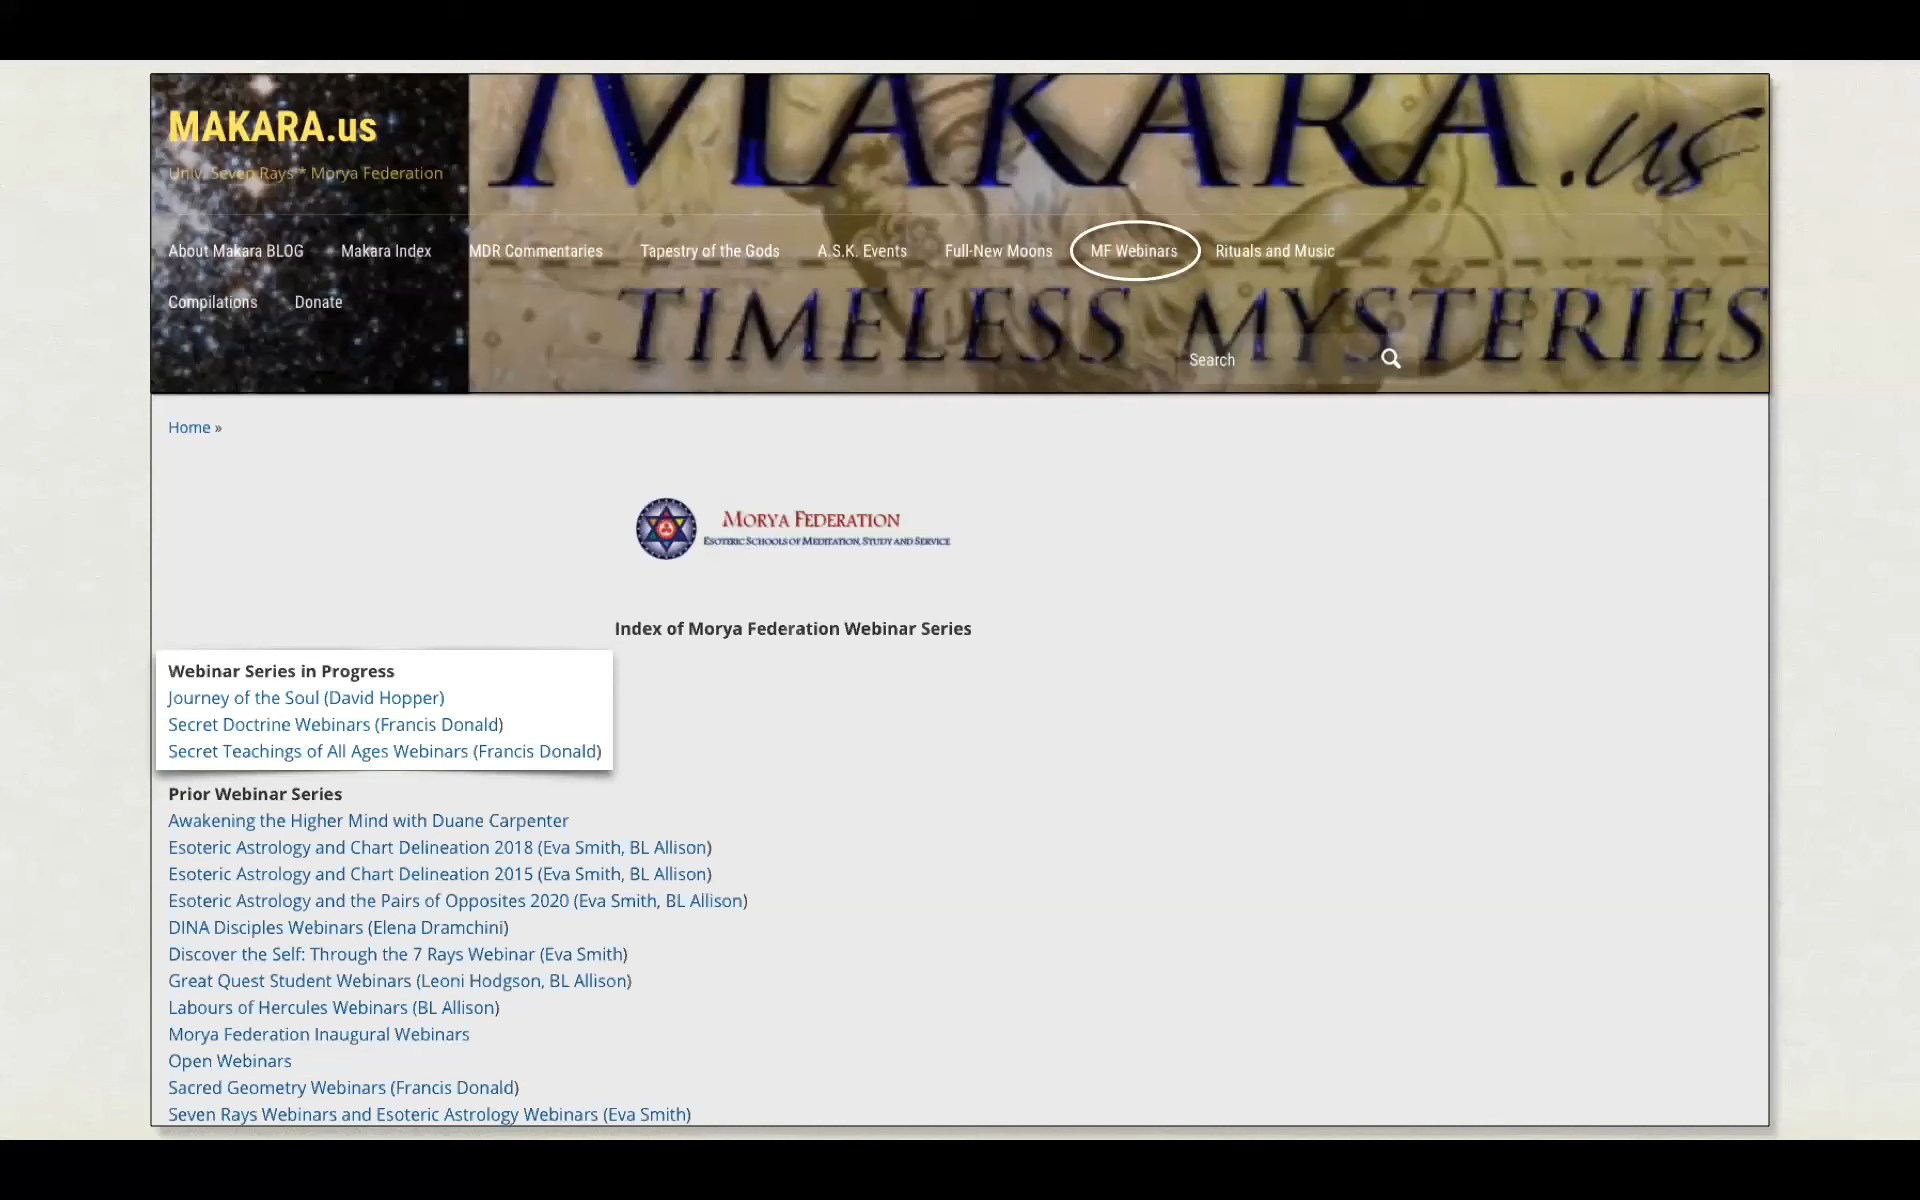 MAKARA.us
Univ. Seven Rays * Morya Federation
MAKARA.us
About Makara BLOG Makara Index MDR Commentaries Tapestry of the Gods A.S.K. Events Full-New Moons MF Webinars Rituals and Music
Compilations Donate
TIMELESS MYSTERIES
Search
Home »
MORYA FEDERATION
ESOTERIC SCHOOLS OF MEDITATION, STUDY AND SERVICE
Index of Morya Federation Webinar Series
Webinar Series in Progress
Journey of the Soul (David Hopper)
Secret Doctrine Webinars (Francis Donald)
Secret Teachings of All Ages Webinars (Francis Donald)
Prior Webinar Series
Awakening the Higher Mind with Duane Carpenter
Esoteric Astrology and Chart Delineation 2018 (Eva Smith, BL Allison)
Esoteric Astrology and Chart Delineation 2015 (Eva Smith, BL Allison)
Esoteric Astrology and the Pairs of Opposites 2020 (Eva Smith, BL Allison)
DINA Disciples Webinars (Elena Dramchini)
Discover the Self: Through the 7 Rays Webinar (Eva Smith)
Great Quest Student Webinars (Leoni Hodgson, BL Allison)
Labours of Hercules Webinars (BL Allison)
Morya Federation Inaugural Webinars
Open Webinars
Sacred Geometry Webinars (Francis Donald)
Seven Rays Webinars and Esoteric Astrology Webinars (Eva Smith)